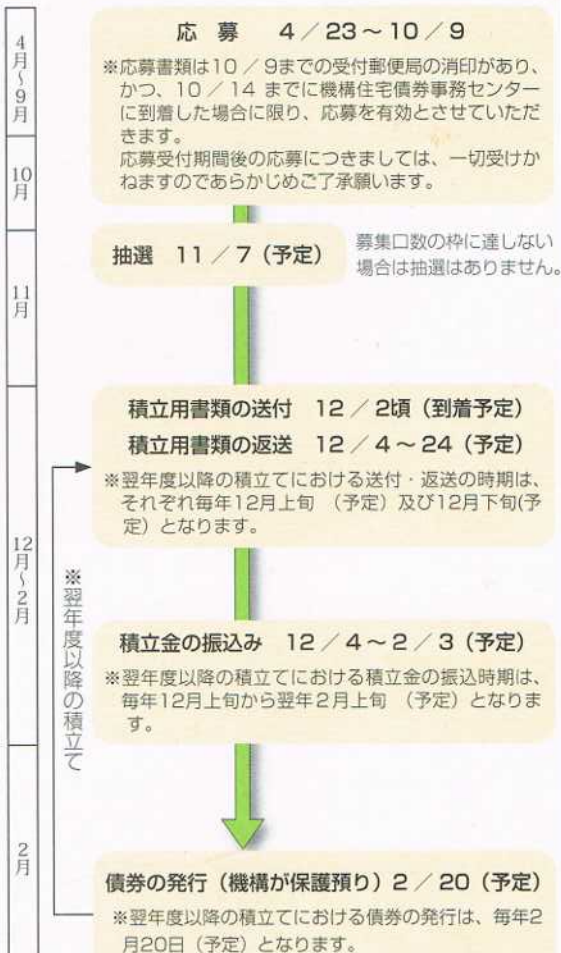 4月～9月
応 募 4／23～10／9
※応募書類は10／9までの受付郵便局の消印があり、
かつ、10／14 までに機構住宅債券事務センター
に到着した場合に限り、応募を有効とさせていただ
きます。
応募受付期間後の応募につきましては、一切受けか
ねますのであらかじめご了承願います。
10月
抽選 11／7（予定）
募集口数の枠に達しない
場合は抽選はありません。
11月
積立用書類の送付 12／2頃（到着予定）
積立用書類の返送 12／4～24（予定）
※翌年度以降の積立てにおける送付・返送の時期は、
それぞれ毎年12月上旬 （予定）及び12月下旬(予
定）となります。
12月～2月
※翌年度以降の積立て
積立金の振込み 12／4～2／3（予定）
※翌年度以降の積立てにおける積立金の振込時期は、
毎年12月上旬から翌年2月上旬 （予定）となりま
す。
2月
債券の発行（機構が保護預り）2／20（予定）
※翌年度以降の積立てにおける債券の発行は、毎年2
月20日（予定）となります。